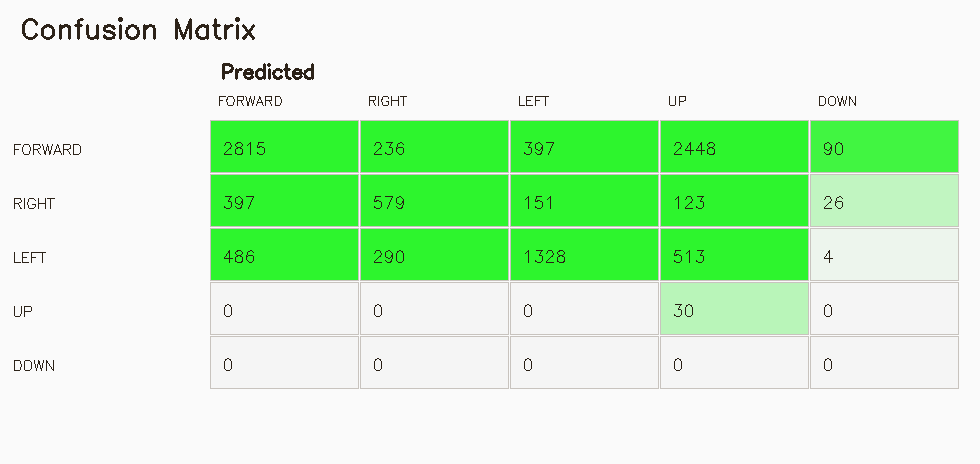 Confusion Matrix
Predicted
FORWARD RIGHT LEFT UP DOWN
FORWARD 2815 236 397 2448 90
RIGHT 397 579 151 123 26
LEFT 486 290 1328 513 4
UP 0 0 0 30 0
DOWN 0 0 0 0 0